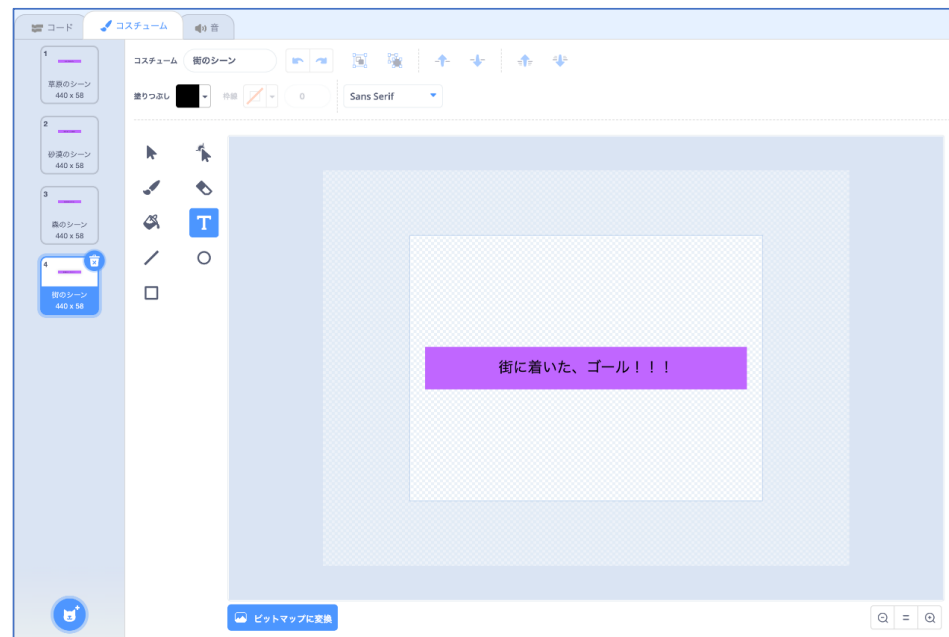 コード
コスチューム
音
1
草原のシーン
440 x 58
2
砂漠のシーン
440 x 58
3
森のシーン
440 x 58
4
街のシーン
440 x 58
コスチューム 街のシーン
塗りつぶし 枠線 0 Sans Serif
T
街に着いた、ゴール！！！
ビットマップに変換